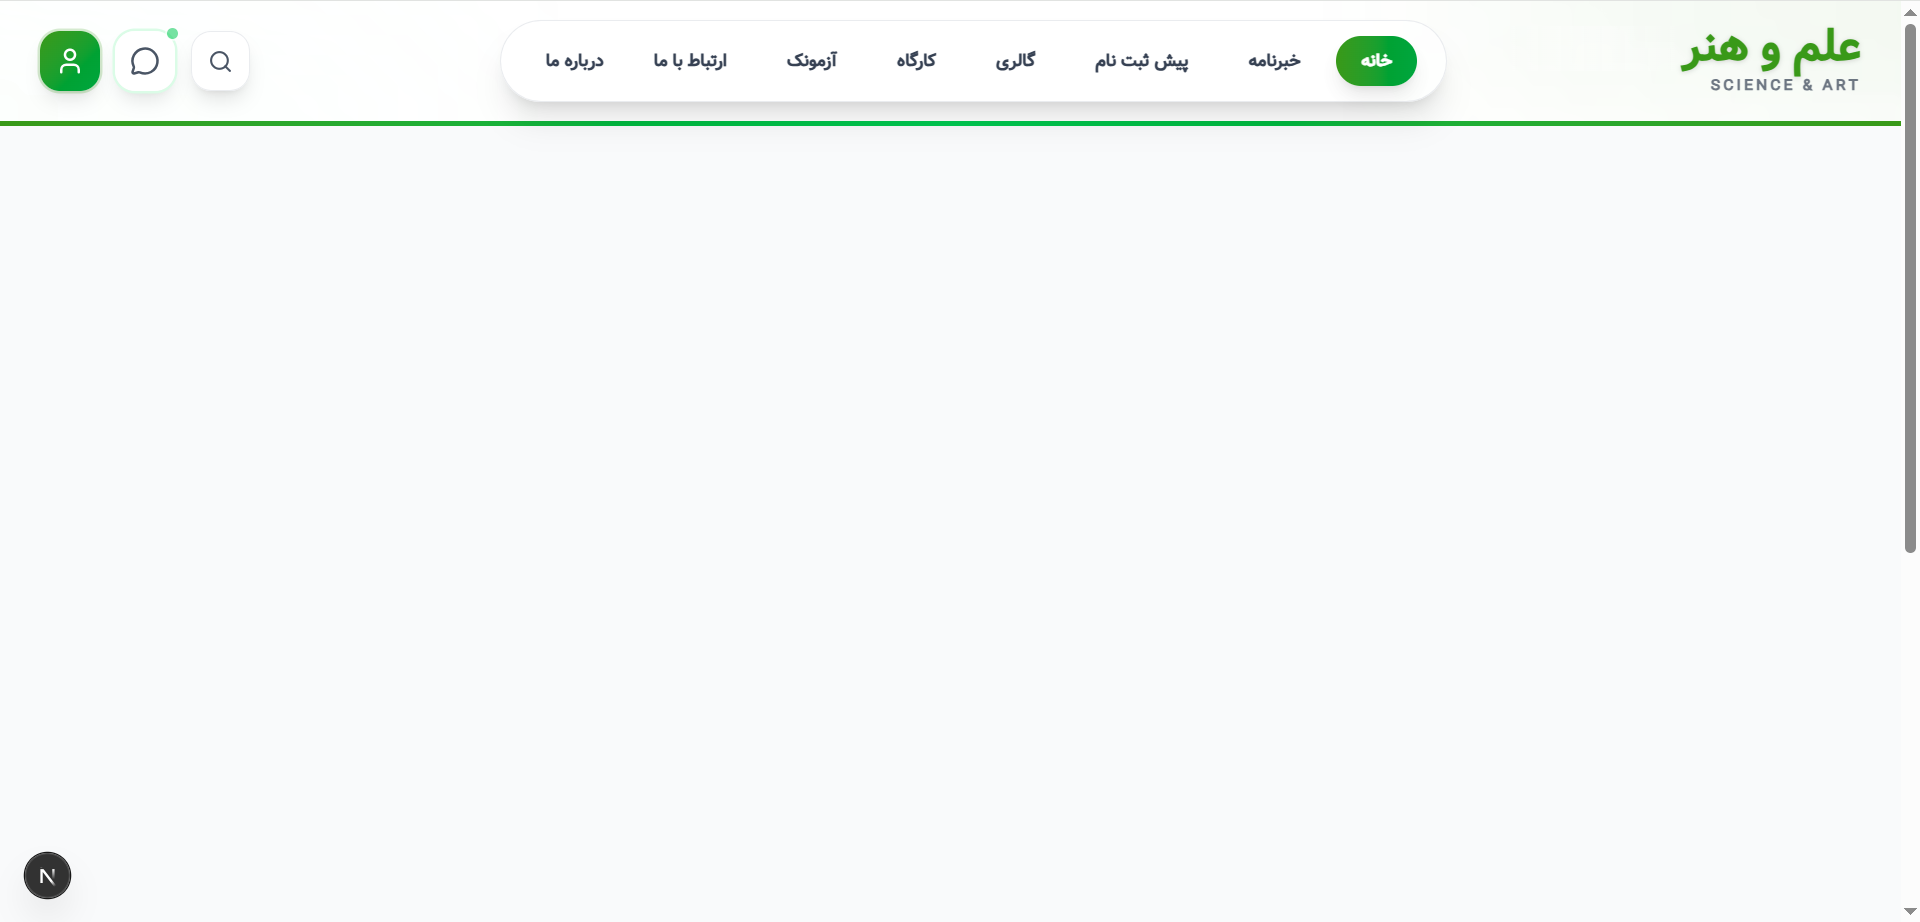 علم و هنر
SCIENCE & ART
خانه
خبرنامه
پیش ثبت نام
گالری
کارگاه
آزمونک
ارتباط با ما
درباره ما
N